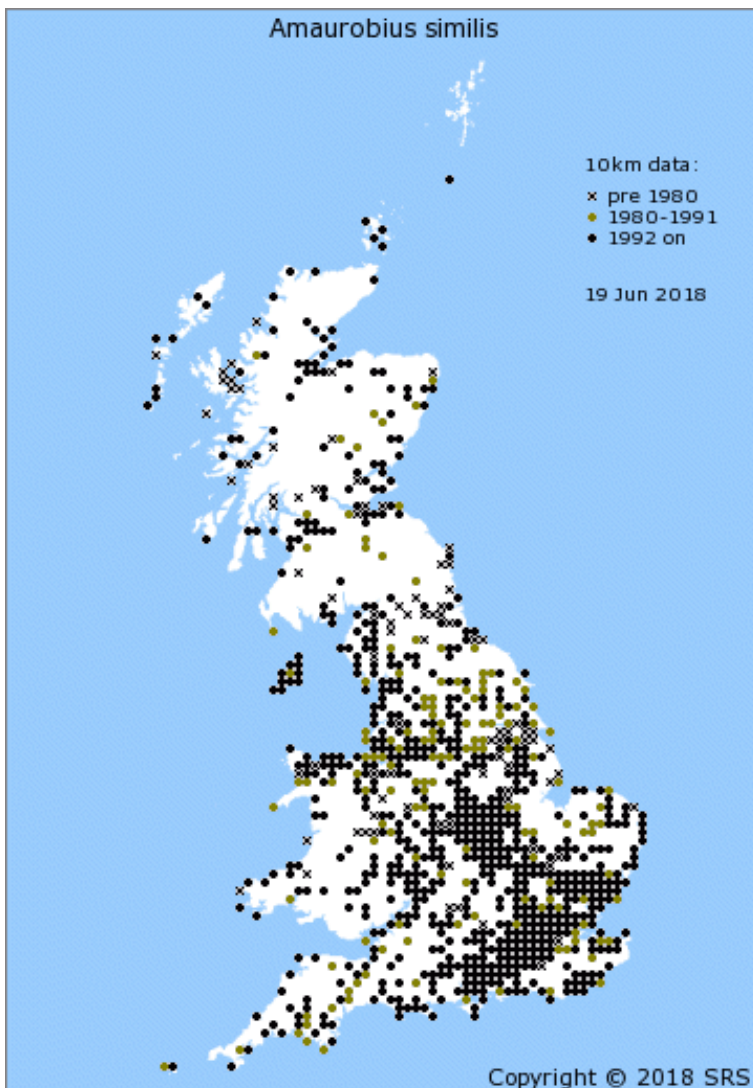 Amaurobius similis
10km data:
× pre 1980
● 1980-1991
● 1992 on
19 Jun 2018
Copyright © 2018 SRS